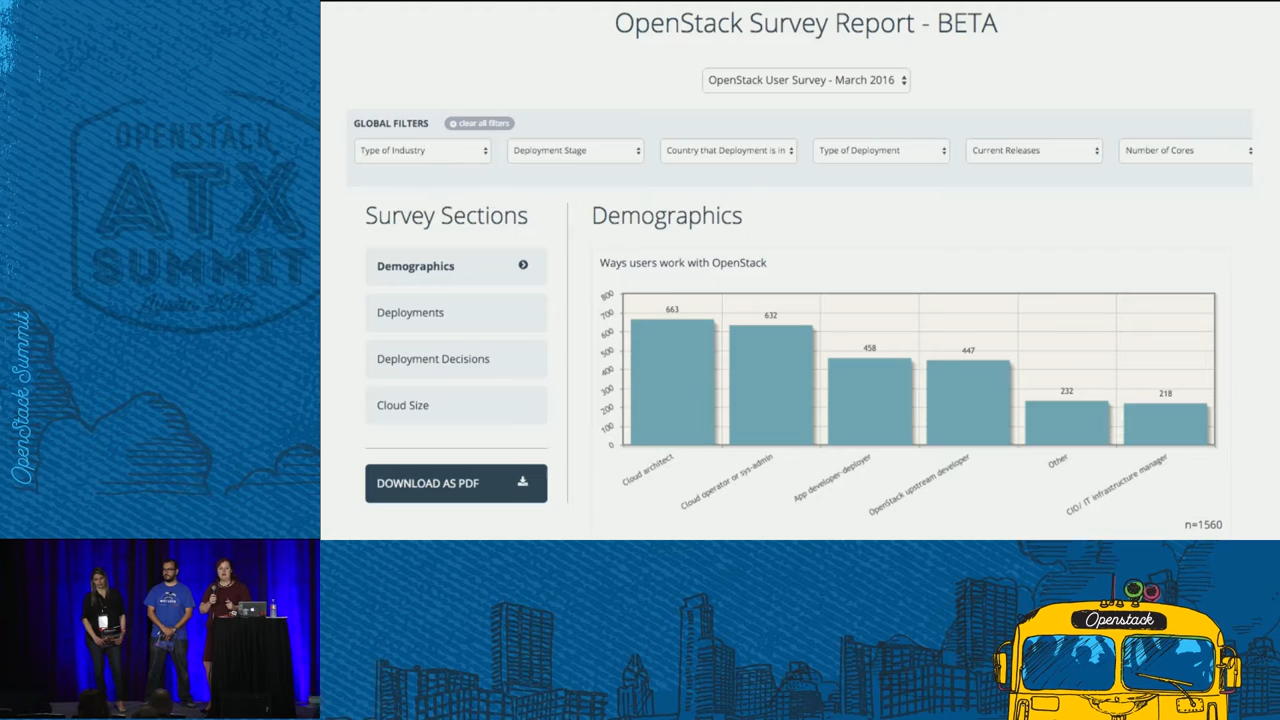 OpenStack Survey Report - BETA
OpenStack User Survey - March 2016
GLOBAL FILTERS
clear all filters
Type of Industry
Deployment Stage
Country that Deployment is in
Type of Deployment
Current Releases
Number of Cores
Survey Sections
Demographics
Deployments
Deployment Decisions
Cloud Size
DOWNLOAD AS PDF
Demographics
Ways users work with OpenStack
800
700
600
500
400
300
200
100
0
663
632
458
447
232
218
Cloud architect
Cloud operator or sys-admin
App developer-deployer
OpenStack upstream developer
Other
CIO/ IT infrastructure manager
n=1560
OPENSTACK
ATX
SUMMIT
Austin 2016
OpenStack Summit
Openstack